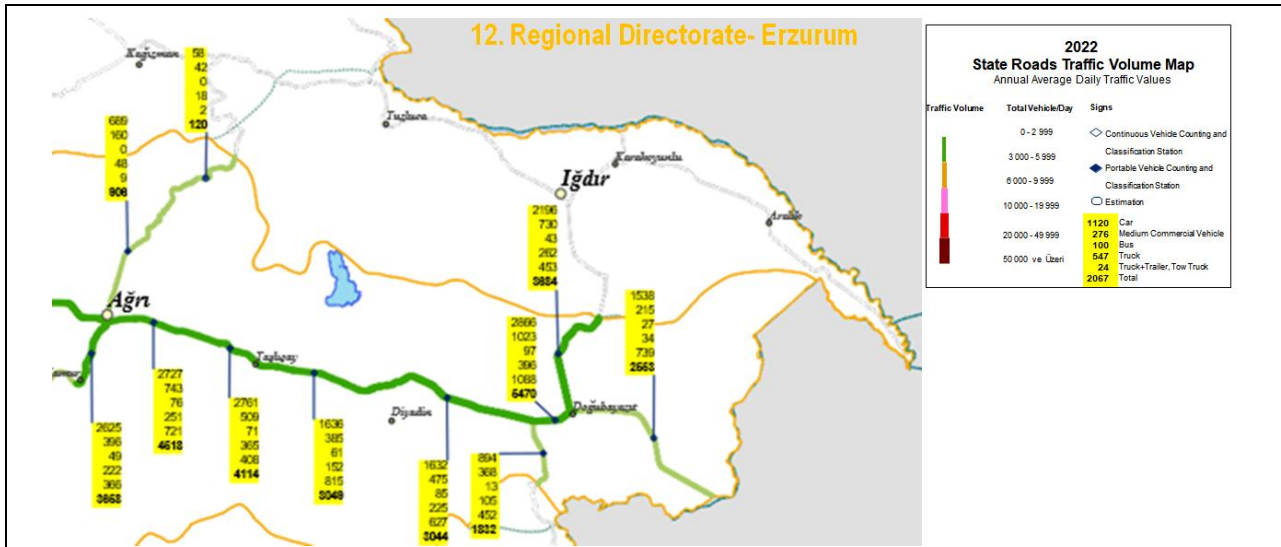 12. Regional Directorate- Erzurum
Kağızman
58
42
0
18
2
120
Tuzluca
689
160
0
48
9
906
Karakoyunlu
Iğdır
2196
730
43
262
453
3684
Aralık
Ağrı
1538
215
27
34
739
2553
2866
1023
97
396
1088
5470
Taşlıçay
Hamur
2727
743
76
251
721
4518
2761
509
71
365
408
4114
1636
385
61
152
815
3049
Diyadin
Doğubayazıt
2625
396
49
222
366
3658
1632
475
85
225
627
3044
894
368
13
105
452
1832
2022
State Roads Traffic Volume Map
Annual Average Daily Traffic Values
Traffic Volume Total Vehicle/Day Signs
0 - 2 999
3 000 - 5 999
6 000 - 9 999
10 000 - 19 999
20 000 - 49 999
50 000 ve Üzeri
Continuous Vehicle Counting and
Classification Station
Portable Vehicle Counting and
Classification Station
Estimation
1120 Car
276 Medium Commercial Vehicle
100 Bus
547 Truck
24 Truck+Trailer, Tow Truck
2067 Total